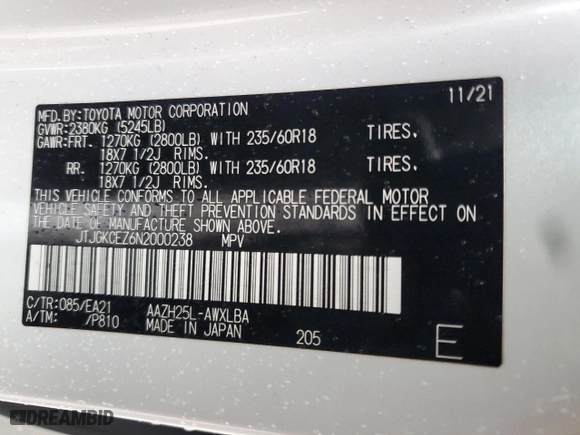 11/21
MFD.BY:TOYOTA MOTOR CORPORATION
GVWR:2380KG (5245LB)
GAWR:FRT. 1270KG (2800LB) WITH 235/60R18 TIRES,
18X7 1/2J RIMS.
RR. 1270KG (2800LB) WITH 235/60R18 TIRES,
18X7 1/2J RIMS.
THIS VEHICLE CONFORMS TO ALL APPLICABLE FEDERAL MOTOR
VEHICLE SAFETY AND THEFT PREVENTION STANDARDS IN EFFECT ON
THE DATE OF MANUFACTURE SHOWN ABOVE.
JTJGKCEZ6N2000238 MPV
C/TR:085/EA21 AAZH25L-AWXLBA
A/TM: /P810 MADE IN JAPAN 205
E
DREAMBID